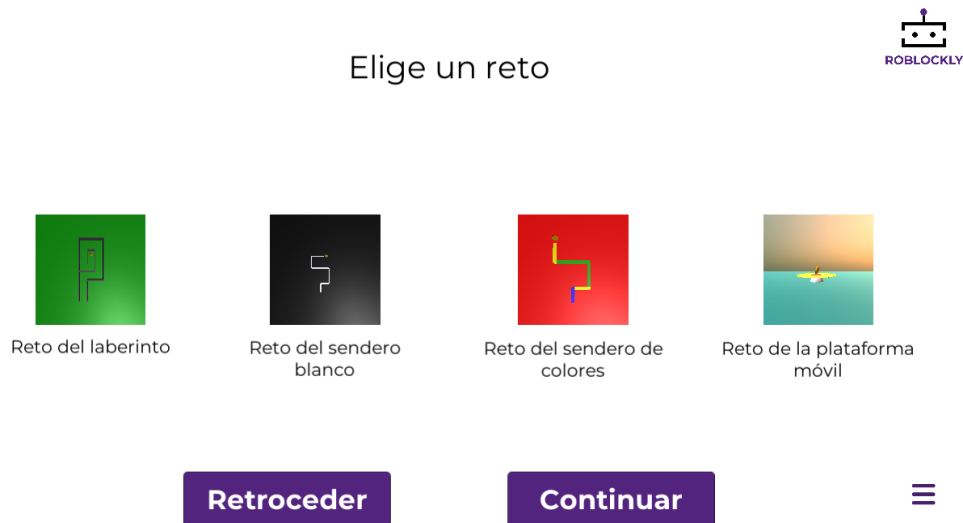 ROBLOCKLY
Elige un reto
Reto del laberinto
Reto del sendero
blanco
Reto del sendero de
colores
Reto de la plataforma
móvil
Retroceder
Continuar